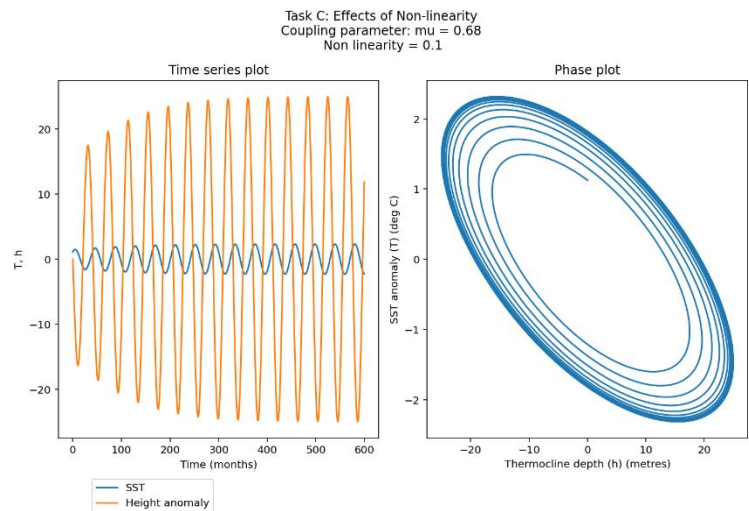 Task C: Effects of Non-linearity
Coupling parameter: mu = 0.68
Non linearity = 0.1
Time series plot
T, h
20
10
0
−10
−20
0 100 200 300 400 500 600
Time (months)
SST
Height anomaly
Phase plot
SST anomaly (T) (deg C)
2
1
0
−1
−2
−20 −10 0 10 20
Thermocline depth (h) (metres)